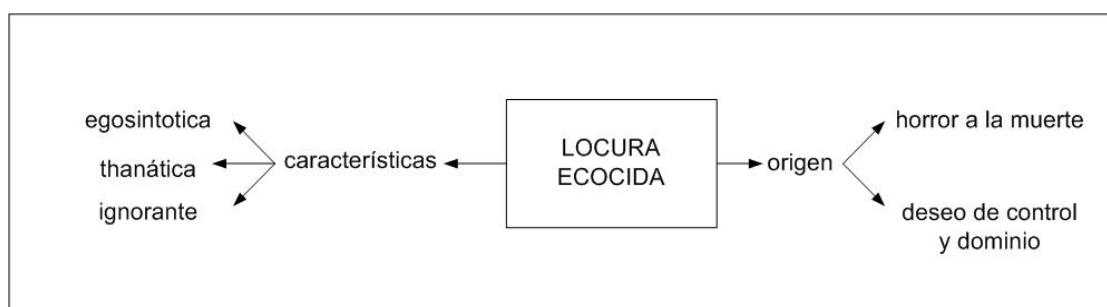 egosintotica
thanática
ignorante
características
LOCURA
ECOCIDA
origen
horror a la muerte
deseo de control
y dominio